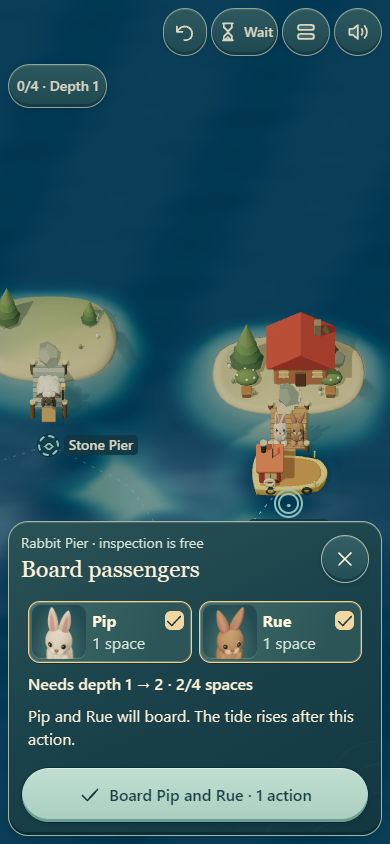 Wait
0/4 · Depth 1
Stone Pier
Rabbit Pier · inspection is free
Board passengers
Pip
1 space
Rue
1 space
Needs depth 1 → 2 · 2/4 spaces
Pip and Rue will board. The tide rises after this
action.
Board Pip and Rue · 1 action